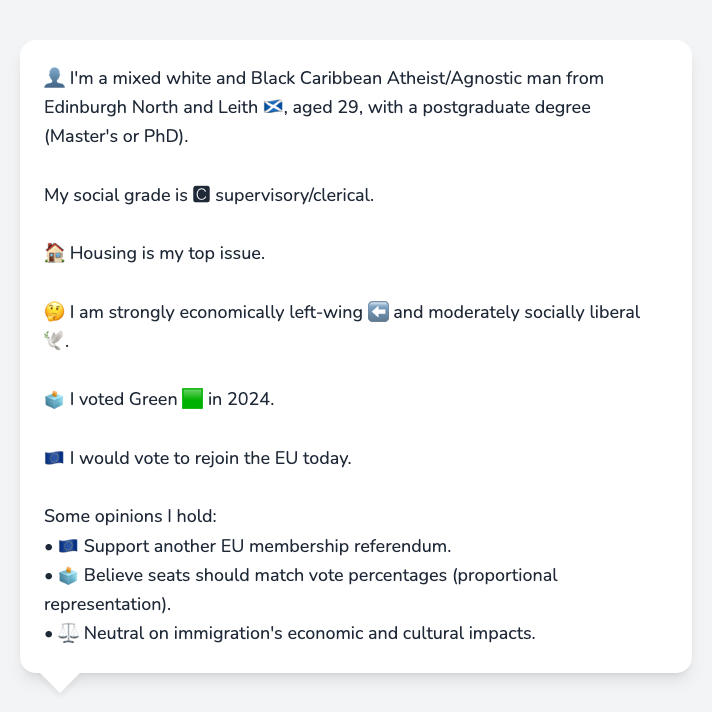 👤 I'm a mixed white and Black Caribbean Atheist/Agnostic man from
Edinburgh North and Leith 🏴󠁧󠁢󠁳󠁣󠁴󠁿, aged 29, with a postgraduate degree
(Master's or PhD).
My social grade is 🅲 supervisory/clerical.
🏠 Housing is my top issue.
🤔 I am strongly economically left-wing ⬅️ and moderately socially liberal
🕊️.
🗳️ I voted Green 🟩 in 2024.
🇪🇺 I would vote to rejoin the EU today.
Some opinions I hold:
• 🇪🇺 Support another EU membership referendum.
• 🗳️ Believe seats should match vote percentages (proportional
representation).
• ⚖️ Neutral on immigration's economic and cultural impacts.